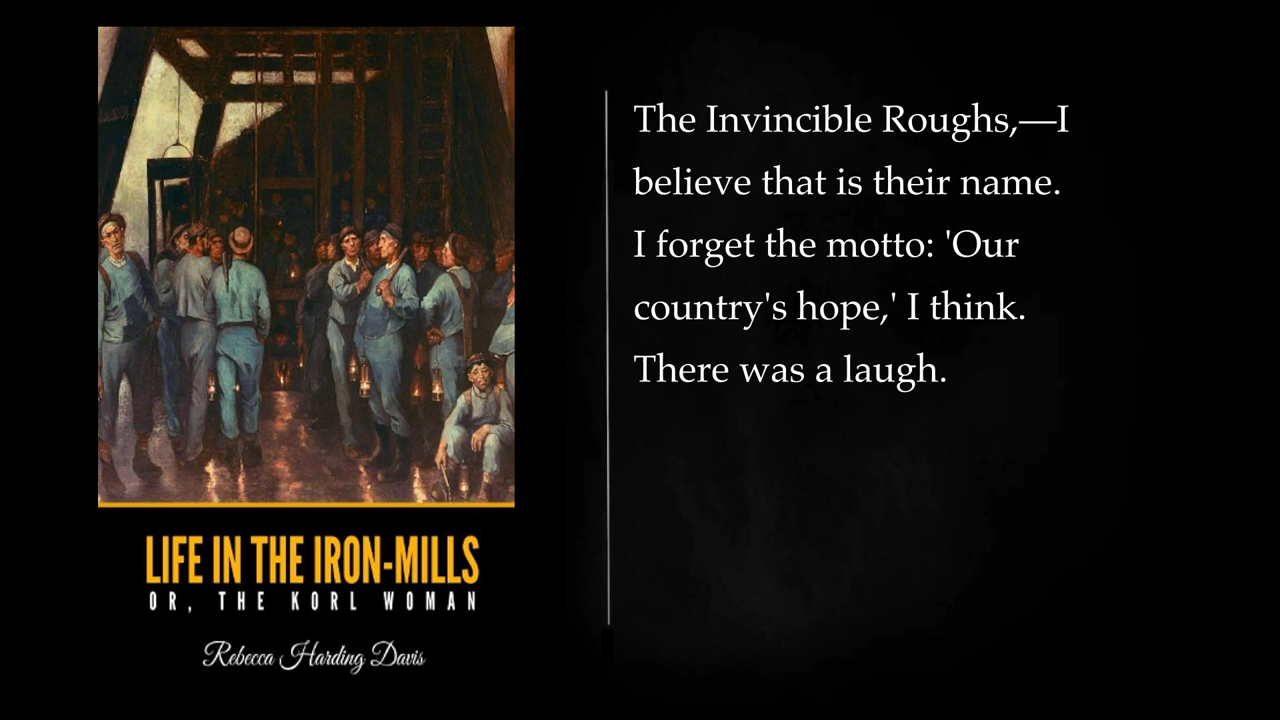 LIFE IN THE IRON-MILLS
OR, THE KORL WOMAN
Rebecca Harding Davis
The Invincible Roughs,—I
believe that is their name.
I forget the motto: 'Our
country's hope,' I think.
There was a laugh.